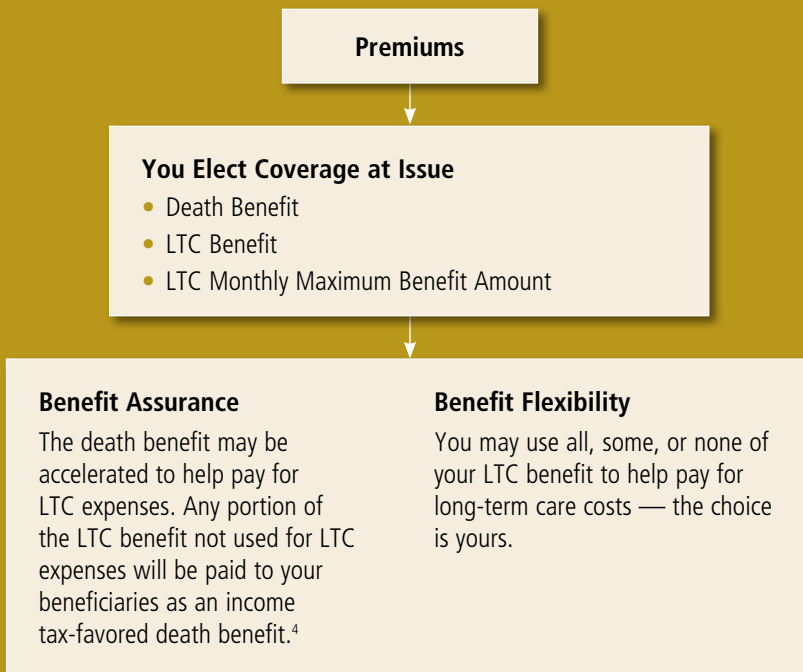 Premiums
You Elect Coverage at Issue
• Death Benefit
• LTC Benefit
• LTC Monthly Maximum Benefit Amount
Benefit Assurance
The death benefit may be
accelerated to help pay for
LTC expenses. Any portion of
the LTC benefit not used for LTC
expenses will be paid to your
beneficiaries as an income
tax-favored death benefit.⁴
Benefit Flexibility
You may use all, some, or none of
your LTC benefit to help pay for
long-term care costs — the choice
is yours.